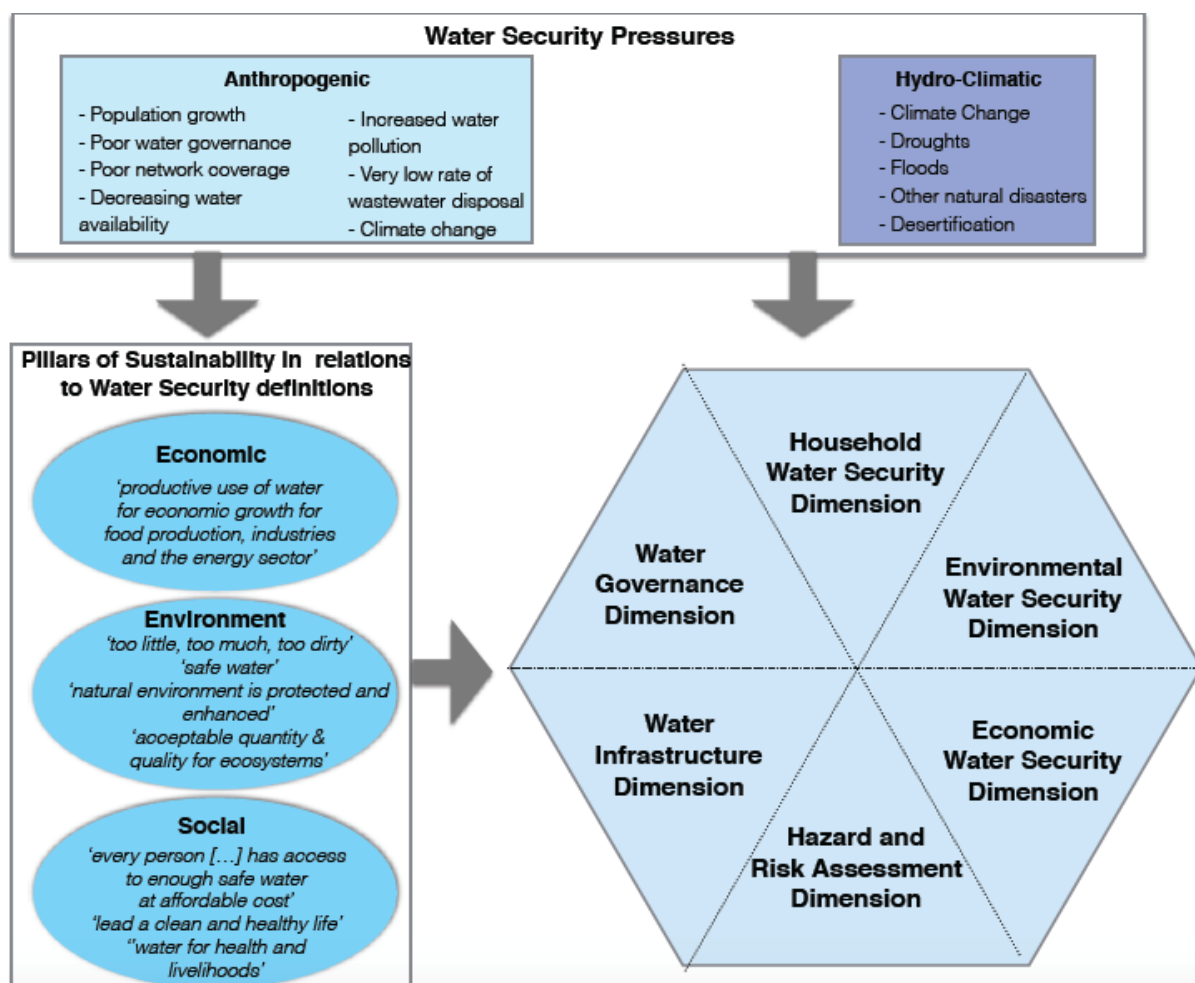 Water Security Pressures
Anthropogenic
- Population growth
- Poor water governance
- Poor network coverage
- Decreasing water
availability
- Increased water
pollution
- Very low rate of
wastewater disposal
- Climate change
Hydro-Climatic
- Climate Change
- Droughts
- Floods
- Other natural disasters
- Desertification
Pillars of Sustainability in relations
to Water Security definitions
Economic
‘productive use of water
for economic growth for
food production, industries
and the energy sector’
Environment
‘too little, too much, too dirty’
‘safe water’
‘natural environment is protected and
enhanced’
‘acceptable quantity &
quality for ecosystems’
Social
‘every person [...] has access
to enough safe water
at affordable cost’
‘lead a clean and healthy life’
‘'water for health and
livelihoods’
Household
Water Security
Dimension
Water
Governance
Dimension
Environmental
Water Security
Dimension
Water
Infrastructure
Dimension
Economic
Water Security
Dimension
Hazard and
Risk Assessment
Dimension